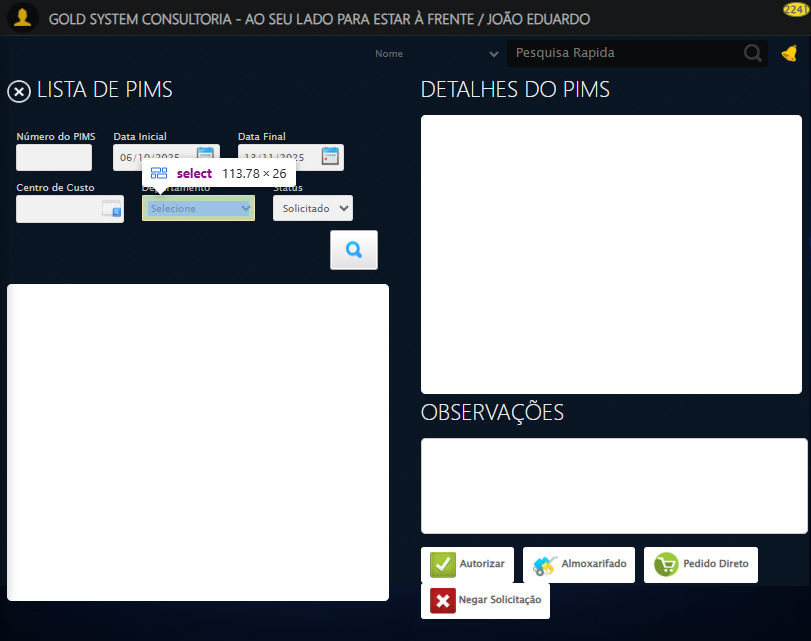 GOLD SYSTEM CONSULTORIA - AO SEU LADO PARA ESTAR À FRENTE / JOÃO EDUARDO
2241
Nome
Pesquisa Rapida
LISTA DE PIMS
Número do PIMS
Data Inicial
Data Final
06/10/2025
13/11/2025
select 113.78 × 26
Centro de Custo
Departamento
Status
Selecione
Solicitado
DETALHES DO PIMS
OBSERVAÇÕES
Autorizar
Almoxarifado
Pedido Direto
Negar Solicitação